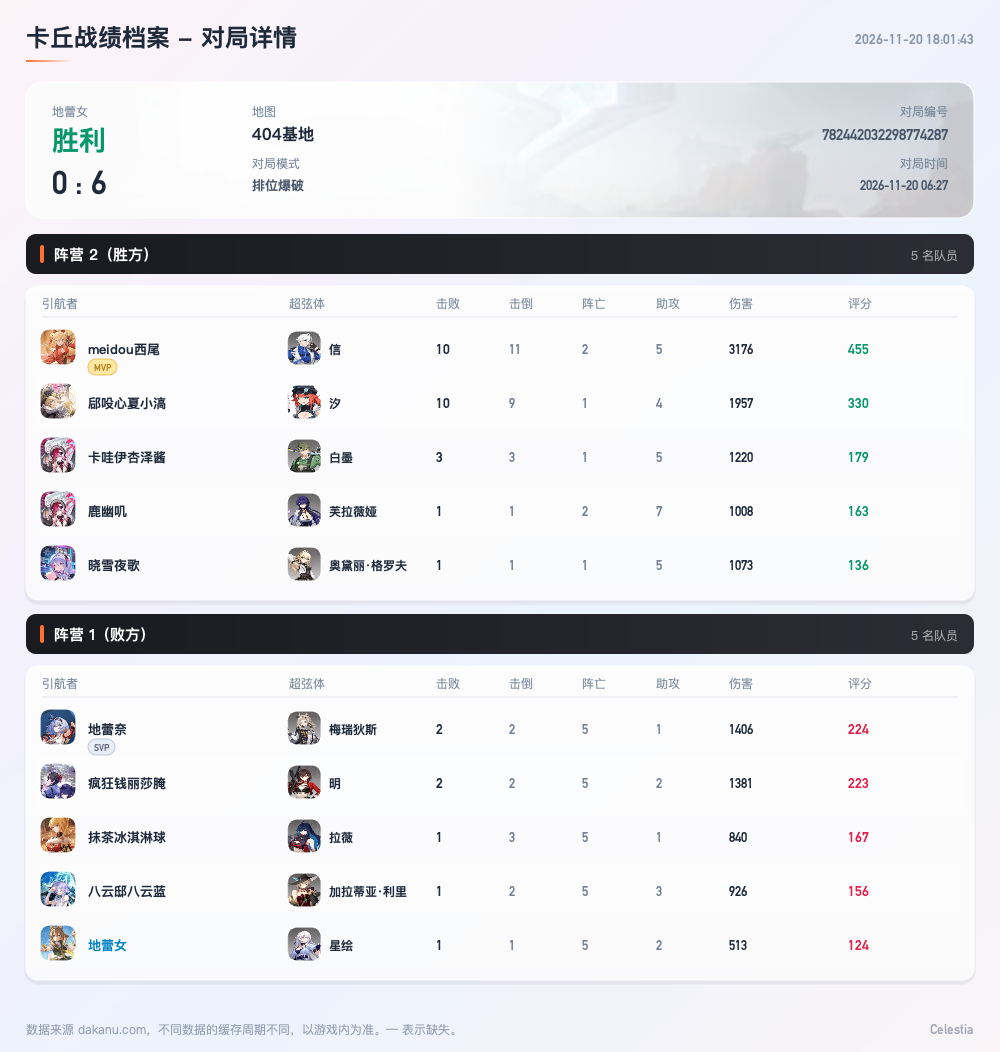 卡丘战绩档案 – 对局详情
2026-11-20 18:01:43
地蕾女
胜利
0 : 6
地图
404基地
对局模式
排位爆破
对局编号
782442032298774287
对局时间
2026-11-20 06:27
阵营 2（胜方）
5 名队员
引航者 超弦体 击败 击倒 阵亡 助攻 伤害 评分
meidou西尾 信 10 11 2 5 3176 455
MVP
郈吺心夏小滈 汐 10 9 1 4 1957 330
卡哇伊杏泽酱 白墨 3 3 1 5 1220 179
鹿幽叽 芙拉薇娅 1 1 2 7 1008 163
晓雪夜歌 奥黛丽·格罗夫 1 1 1 5 1073 136
阵营 1（败方）
5 名队员
引航者 超弦体 击败 击倒 阵亡 助攻 伤害 评分
地蕾奈 梅瑞狄斯 2 2 5 1 1406 224
SVP
疯狂钱丽莎腌 明 2 2 5 2 1381 223
抹茶冰淇淋球 拉薇 1 3 5 1 840 167
八云邸八云蓝 加拉蒂亚·利里 1 2 5 3 926 156
地蕾女 星绘 1 1 5 2 513 124
数据来源 dakanu.com，不同数据的缓存周期不同，以游戏内为准。— 表示缺失。
Celestia